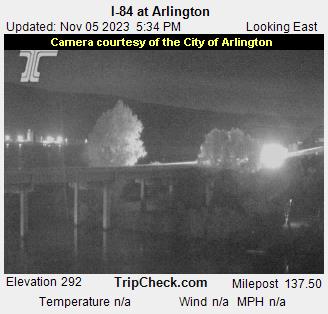 I-84 at Arlington
Updated: Nov 05 2023 5:34 PM Looking East
Camera courtesy of the City of Arlington
Elevation 292 TripCheck.com Milepost 137.50
Temperature n/a Wind n/a MPH n/a